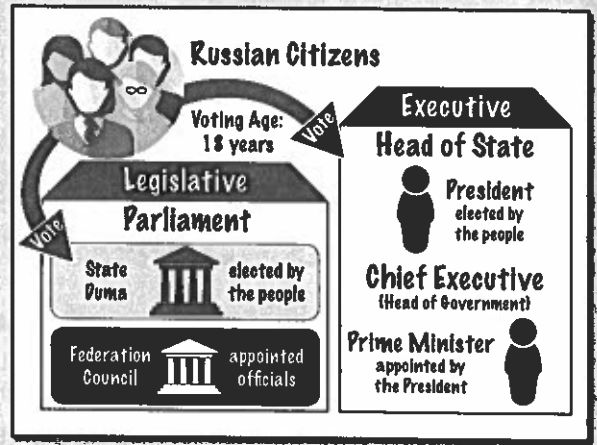 Russian Citizens
Voting Age:
18 years
Vote
Vote
Legislative
Parliament
State
Duma
elected by
the people
Federation
Council
appointed
officials
Executive
Head of State
President
elected by
the people
Chief Executive
(Head of Government)
Prime Minister
appointed by
the President